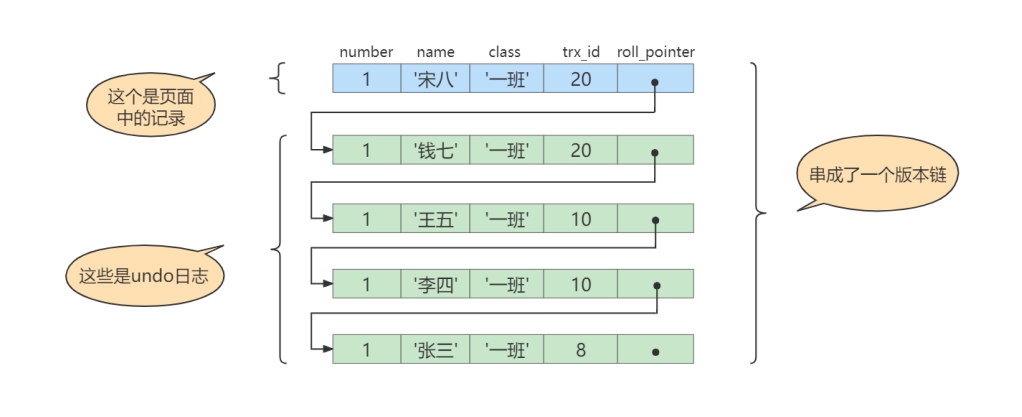 number name class trx_id roll_pointer
1 '宋八' '一班' 20
这个是页面
中的记录
1 '钱七' '一班' 20
串成了一个版本链
1 '王五' '一班' 10
这些是undo日志
1 '李四' '一班' 10
1 '张三' '一班' 8